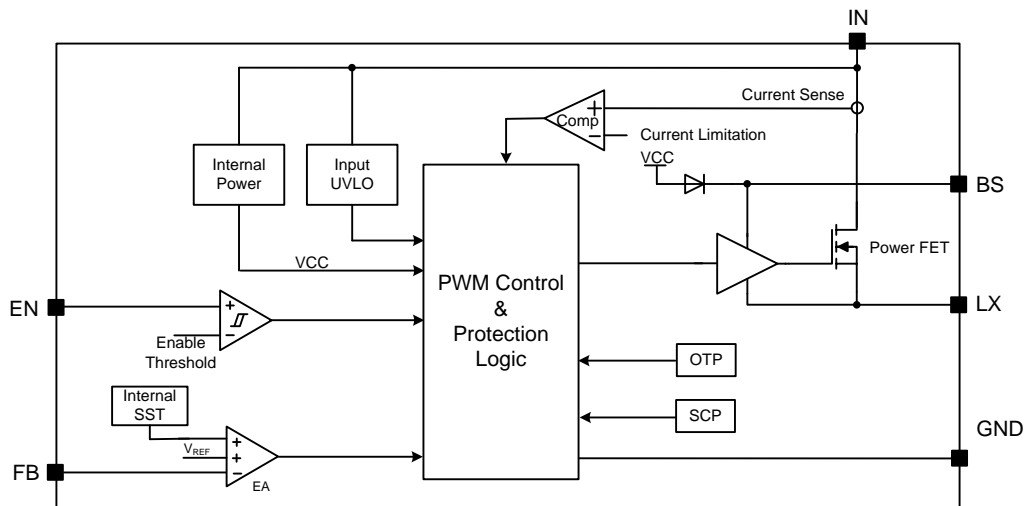 IN
Current Sense
+
Comp
−
Current Limitation
VCC
Internal
Power
Input
UVLO
BS
Power FET
VCC
PWM Control
&
Protection
Logic
EN
+
−
Enable
Threshold
LX
OTP
Internal
SST
SCP
GND
+
VREF
+
FB
−
EA